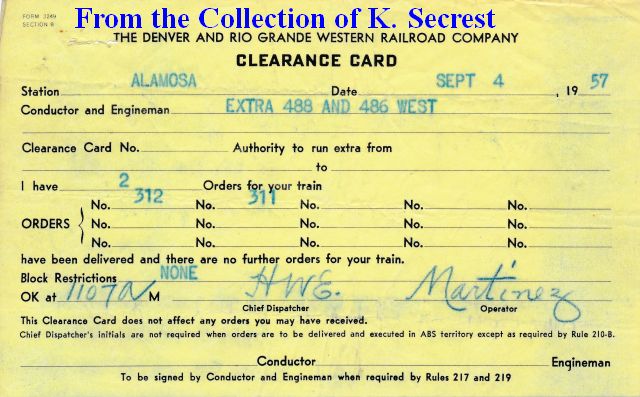 FORM 3249
SECTION B
From the Collection of K. Secrest
THE DENVER AND RIO GRANDE WESTERN RAILROAD COMPANY
CLEARANCE CARD
Station ALAMOSA Date SEPT 4, 1957
Conductor and Engineman EXTRA 488 AND 486 WEST
Clearance Card No. Authority to run extra from
to
I have 2 Orders for your train
No. 312 No. 311 No. No. No.
ORDERS No. No. No. No. No.
No. No. No. No. No.
have been delivered and there are no further orders for your train.
Block Restrictions NONE
OK at 1107A M HWE. Martinez
Chief Dispatcher Operator
This Clearance Card does not affect any orders you may have received.
Chief Dispatcher's initials are not required when orders are to be delivered and executed in ABS territory except as required by Rule 210-B.
Conductor Engineman
To be signed by Conductor and Engineman when required by Rules 217 and 219